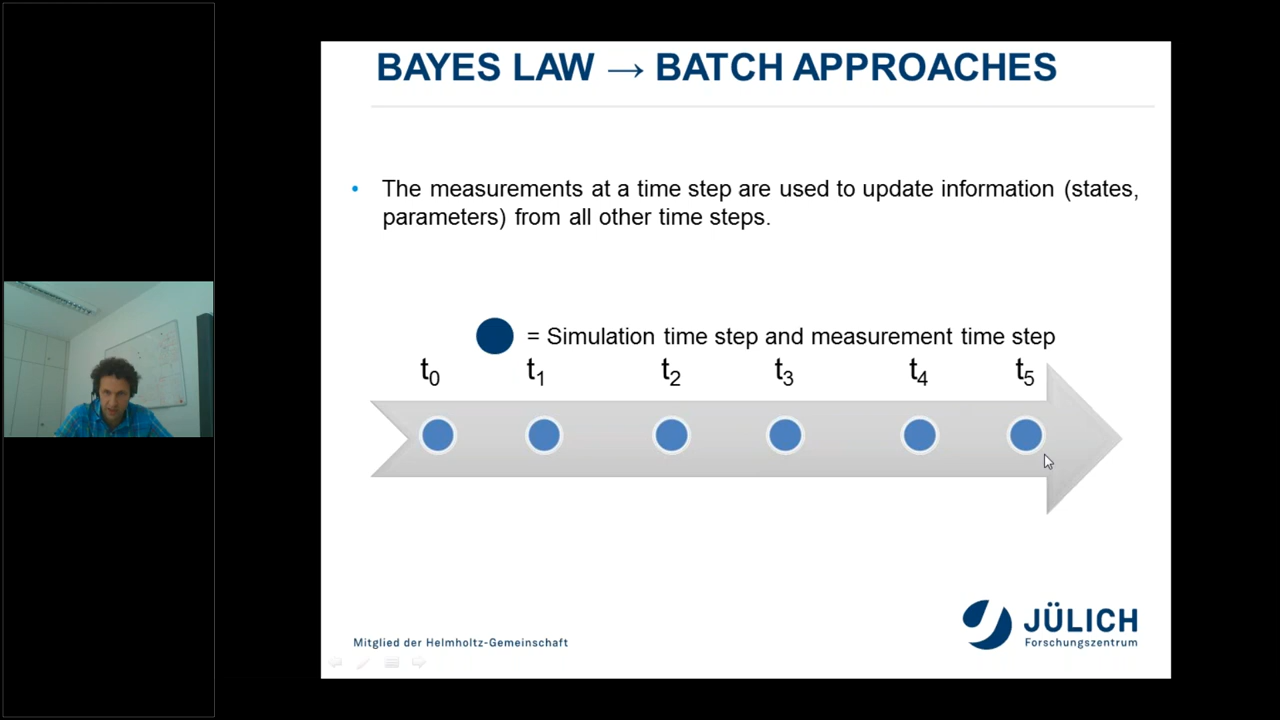 BAYES LAW → BATCH APPROACHES
• The measurements at a time step are used to update information (states,
parameters) from all other time steps.
= Simulation time step and measurement time step
t0 t1 t2 t3 t4 t5
JÜLICH
Forschungszentrum
Mitglied der Helmholtz-Gemeinschaft